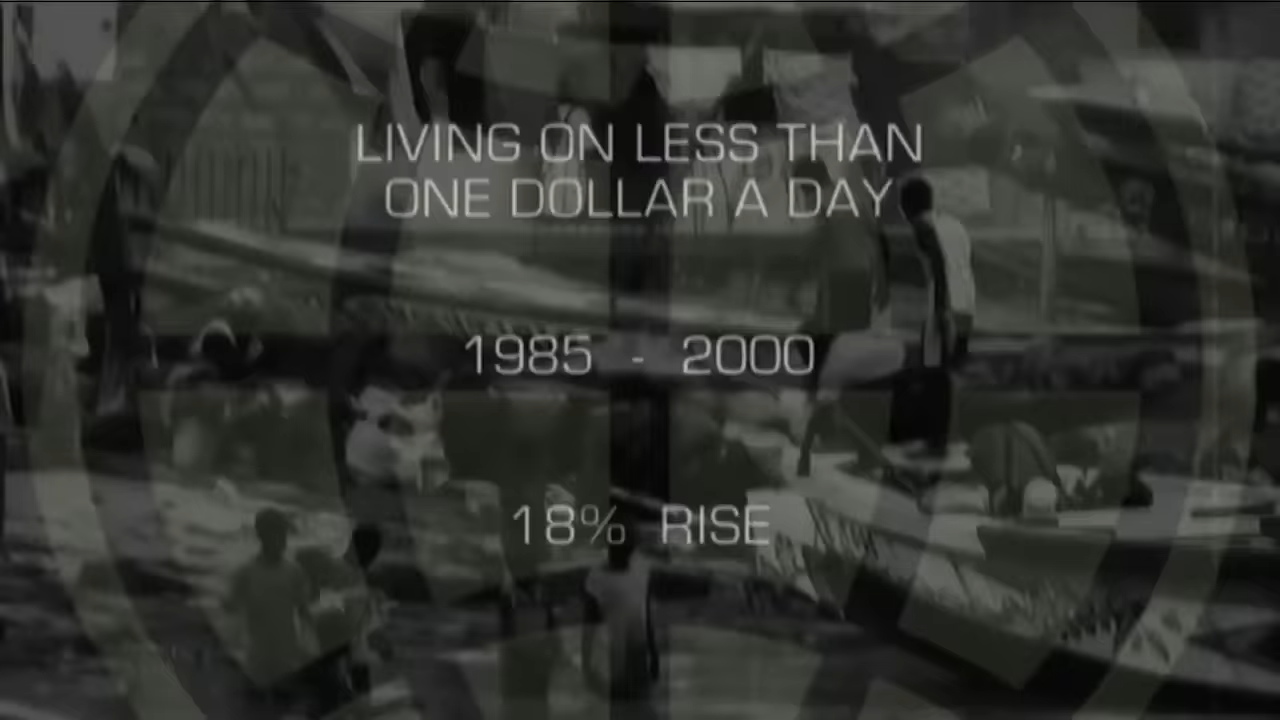 LIVING ON LESS THAN
ONE DOLLAR A DAY
1985 - 2000
18% RISE